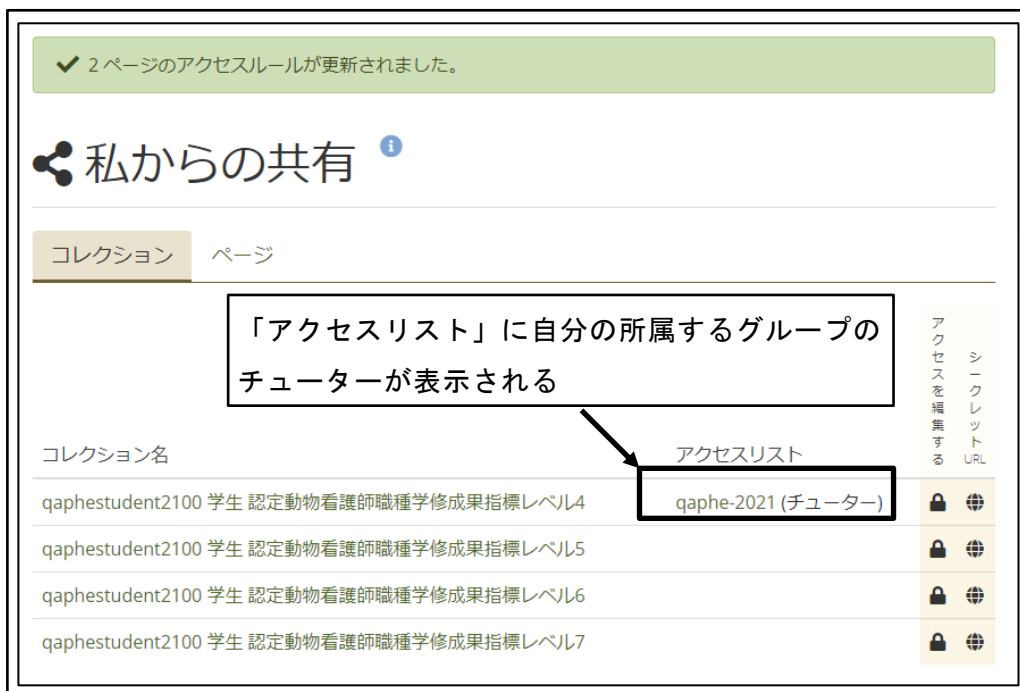 2 ページのアクセスルールが更新されました。
私からの共有
コレクション ページ
「アクセスリスト」に自分の所属するグループの
チューターが表示される
コレクション名 アクセスリスト アクセスを編集する シークレットURL
qaphestudent2100 学生 認定動物看護師職種学修成果指標レベル4 qaphe-2021 (チューター)
qaphestudent2100 学生 認定動物看護師職種学修成果指標レベル5
qaphestudent2100 学生 認定動物看護師職種学修成果指標レベル6
qaphestudent2100 学生 認定動物看護師職種学修成果指標レベル7